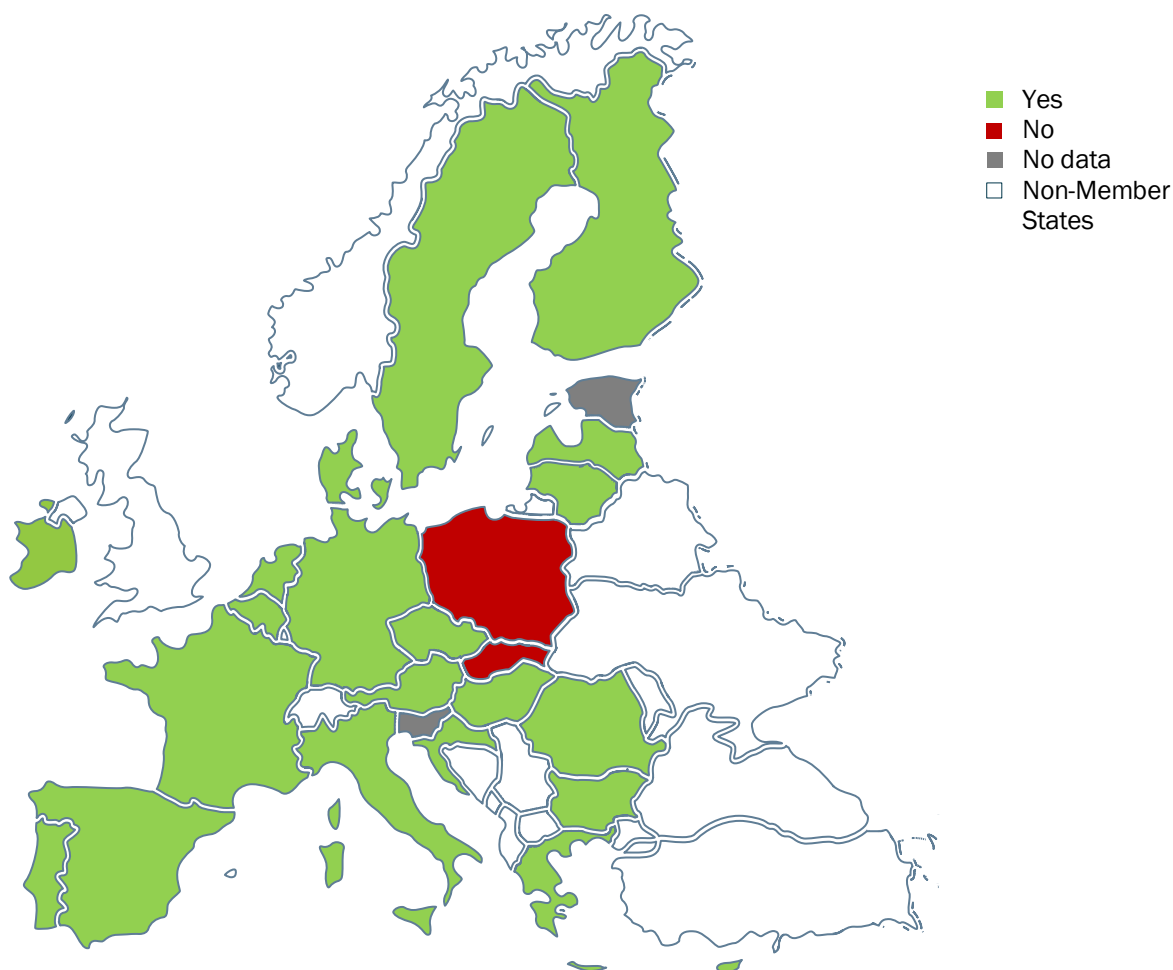 Yes
No
No data
Non-Member
States